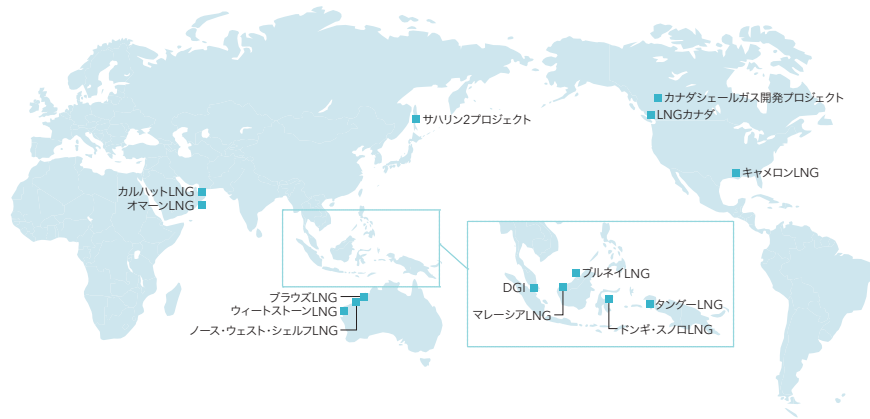 カナダシェールガス開発プロジェクト
LNGカナダ
サハリン2プロジェクト
キャメロンLNG
カルハットLNG
オマーンLNG
ブルネイLNG
DGI
タングーLNG
マレーシアLNG
ドンギ・スノロLNG
ブラウズLNG
ウィートストーンLNG
ノース・ウェスト・シェルフLNG